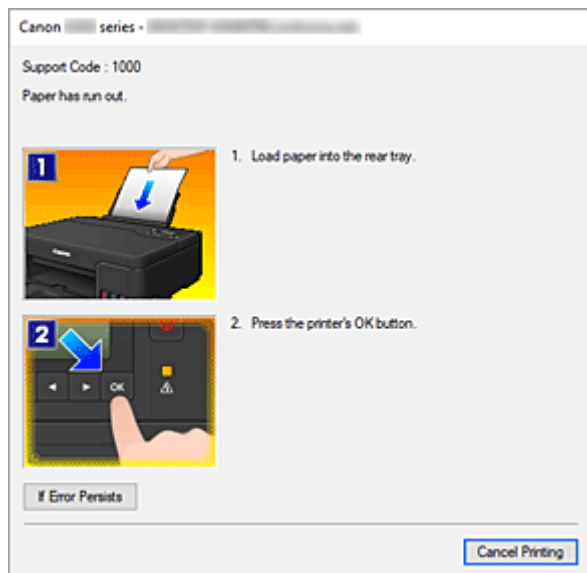 Canon series -
Support Code : 1000
Paper has run out.
1
1. Load paper into the rear tray.
Canon
2
2. Press the printer's OK button.
OK
If Error Persists
Cancel Printing